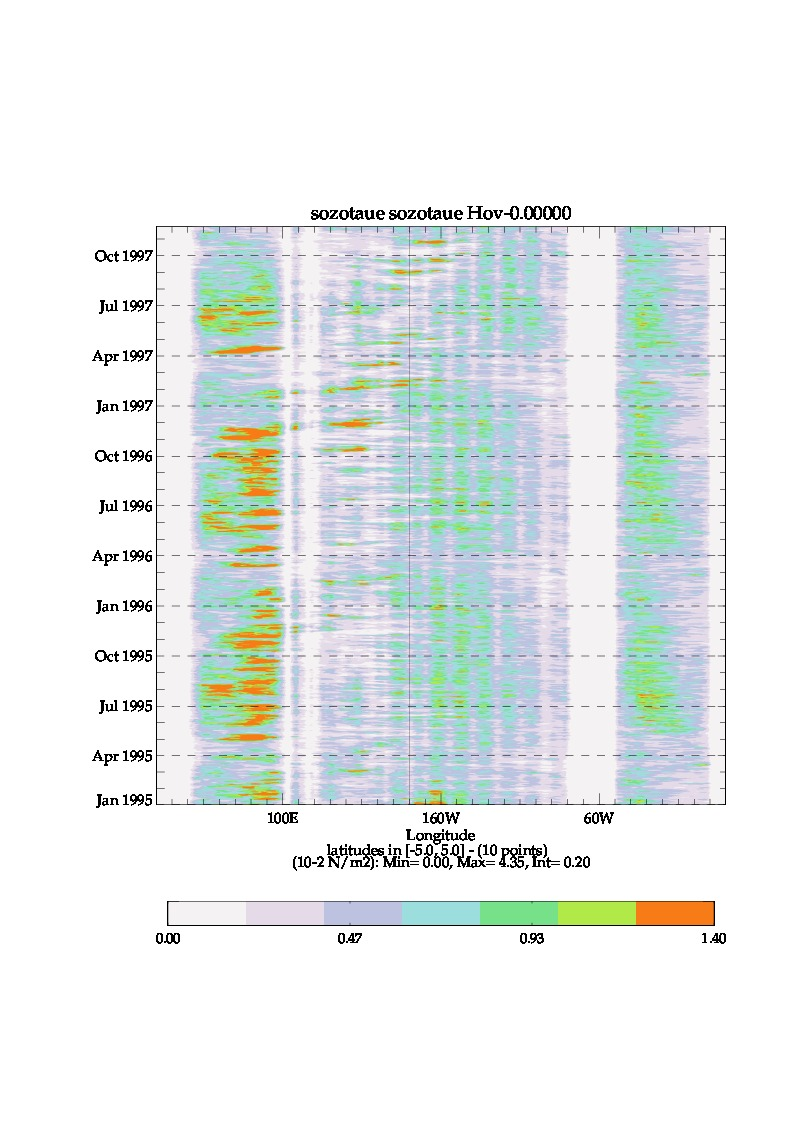 sozotaue sozotaue Hov-0.00000
Oct 1997
Jul 1997
Apr 1997
Jan 1997
Oct 1996
Jul 1996
Apr 1996
Jan 1996
Oct 1995
Jul 1995
Apr 1995
Jan 1995
100E 160W 60W
Longitude
latitudes in [-5.0, 5.0] - (10 points)
(10-2 N/m2): Min= 0.00, Max= 4.35, Int= 0.20
0.00 0.47 0.93 1.40